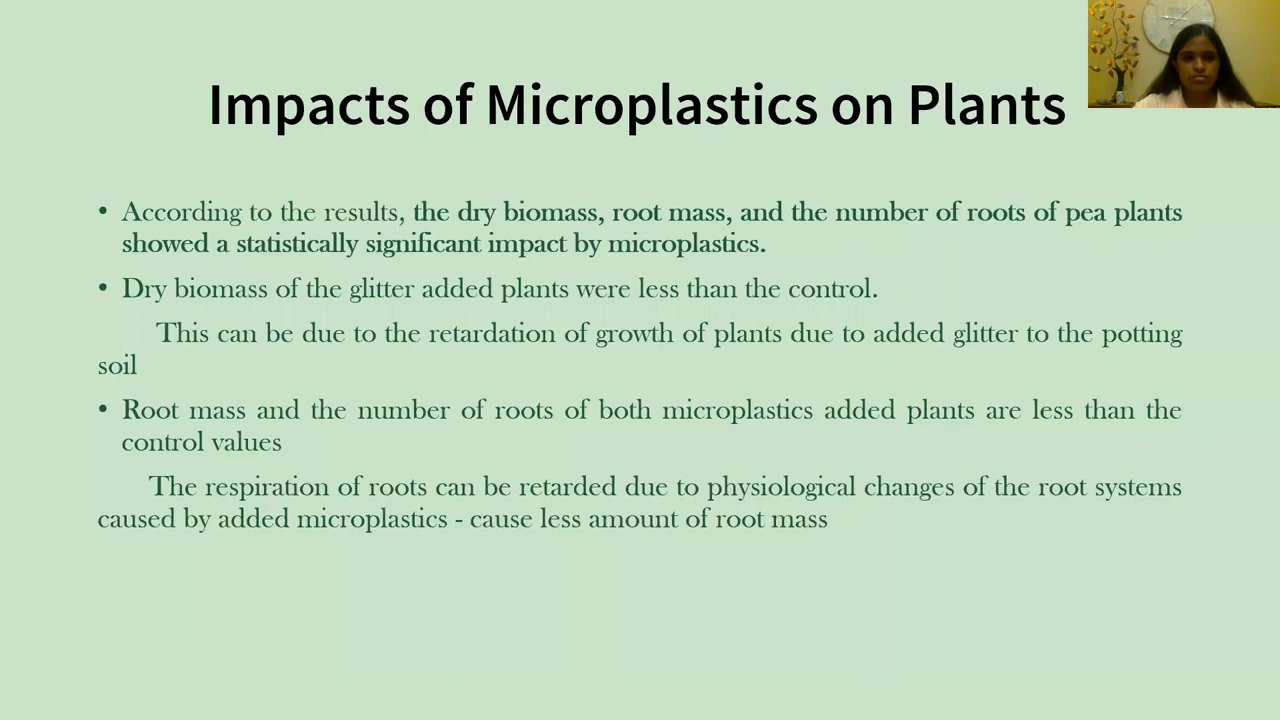 Impacts of Microplastics on Plants
• According to the results, the dry biomass, root mass, and the number of roots of pea plants
showed a statistically significant impact by microplastics.
• Dry biomass of the glitter added plants were less than the control.
This can be due to the retardation of growth of plants due to added glitter to the potting
soil
• Root mass and the number of roots of both microplastics added plants are less than the
control values
The respiration of roots can be retarded due to physiological changes of the root systems
caused by added microplastics - cause less amount of root mass